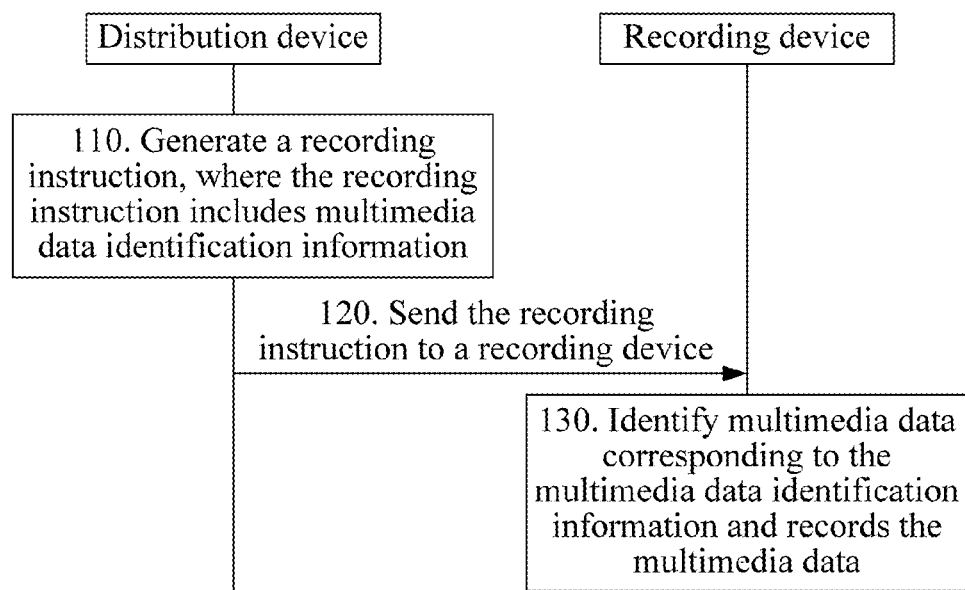 Distribution device
Recording device
110. Generate a recording
instruction, where the recording
instruction includes multimedia
data identification information
120. Send the recording
instruction to a recording device
130. Identify multimedia data
corresponding to the
multimedia data identification
information and records the
multimedia data